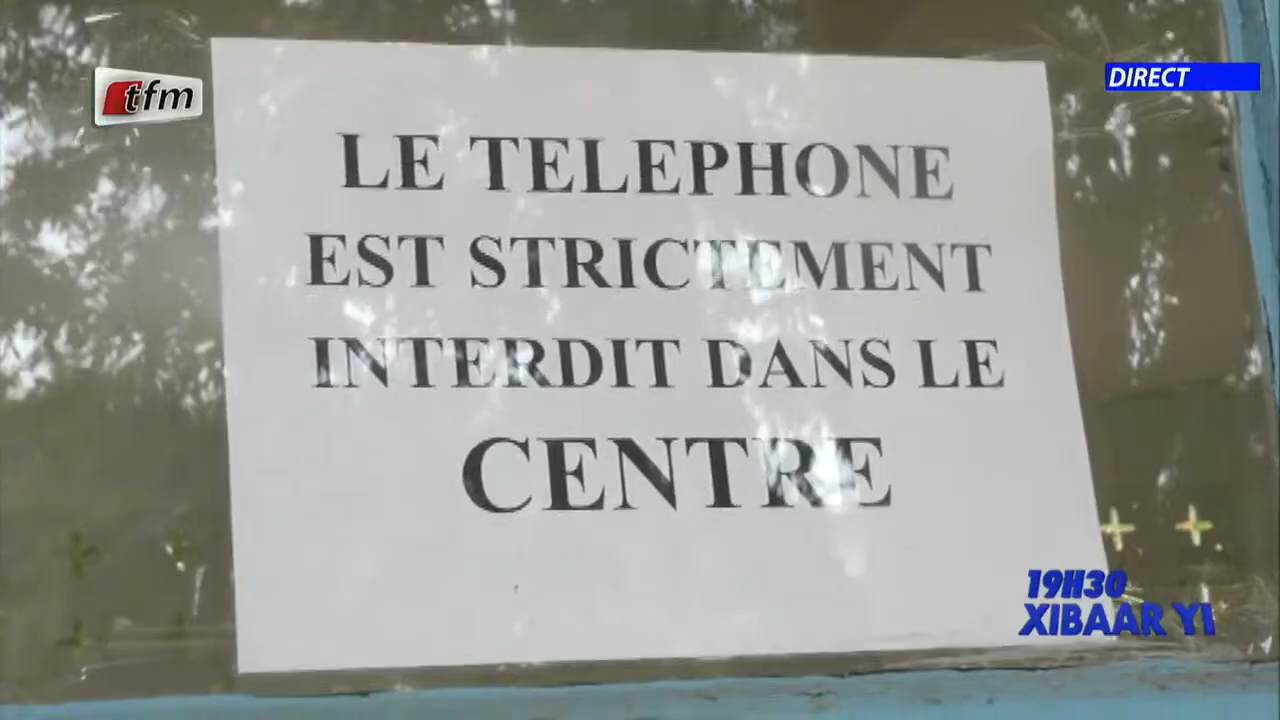 tfm
DIRECT
LE TELEPHONE
EST STRICTEMENT
INTERDIT DANS LE
CENTRE
19H30
XIBAAR YI